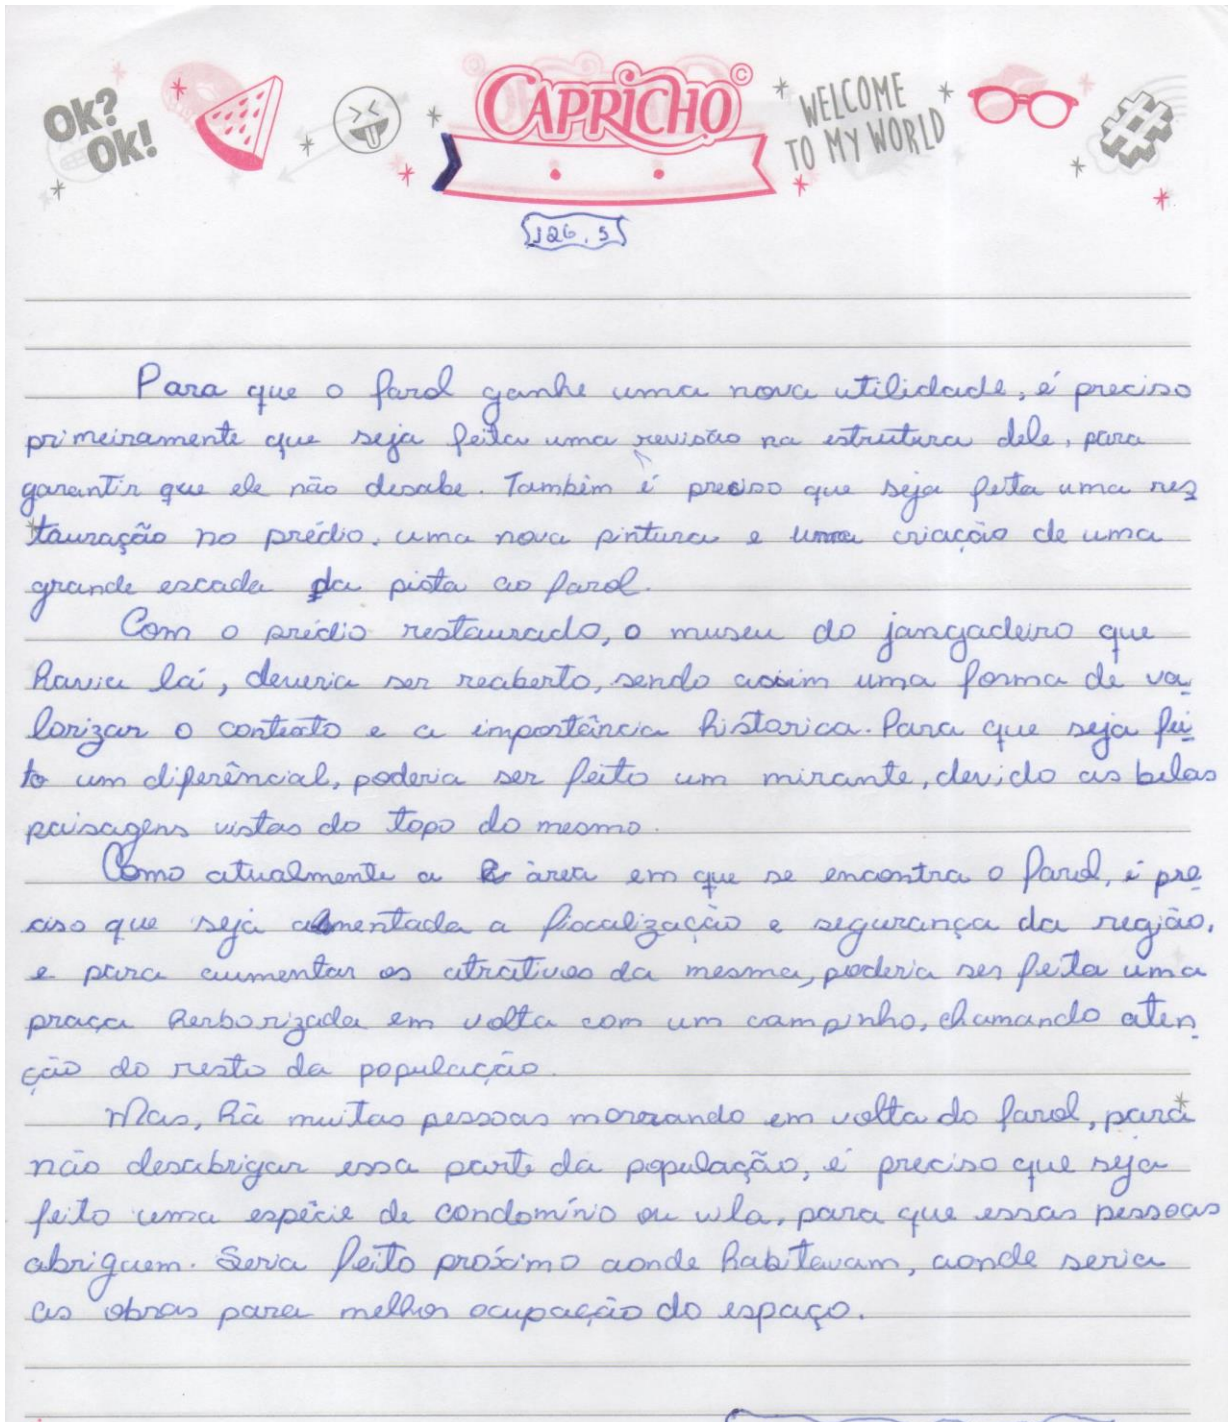 Ok?
Ok!
CAPRICHO©
WELCOME
TO MY WORLD
#
126.5
Para que o farol ganhe uma nova utilidade, é preciso
primeiramente que seja feita uma revisão na estrutura dele, para
garantir que ele não desabe. Também é preciso que seja feita uma res
tauração no prédio, uma nova pintura e uma criação de uma
grande escada da pista ao farol.
Com o prédio restaurado, o museu do jangadeiro que
havia lá, deveria ser reaberto, sendo assim uma forma de va
lorizar o contexto e a importância historica. Para que seja fei
to um diferêncial, poderia ser feito um mirante, devido as belas
paisagens vistas do topo do mesmo.
Como atualmente a área em que se encontra o farol, é pre
ciso que seja aumentada a fiscalização e segurança da região,
e para aumentar os atrativos da mesma, poderia ser feita uma
praça herborizada em volta com um campinho, chamando aten
ção do resto da população.
Mas, há muitas pessoas morando em volta do farol, para
não desabrigar essa parte da população, é preciso que seja
feito uma espécie de condomínio ou vila, para que essas pessoas
abriguem. Seria feito próximo aonde habitavam, aonde seria
as obras para melhor ocupação do espaço.